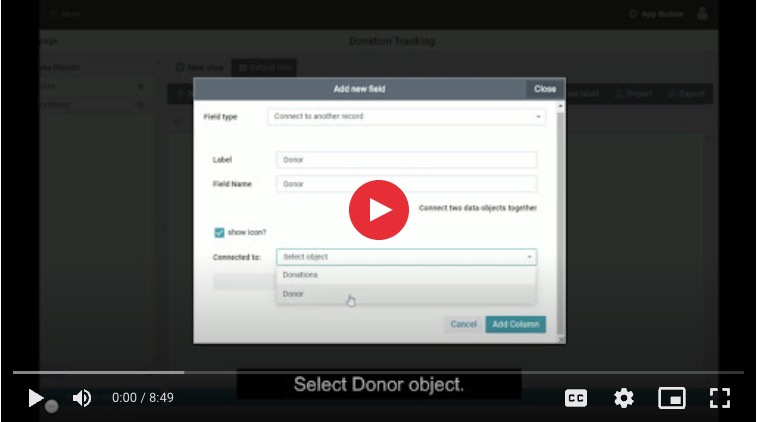 Menu
App Builder
Donation Tracking
Add new field
Close
Import
Export
Field type
Connect to another record
Label
Donor
Field Name
Donor
Connect two data objects together
show icon?
Connected to:
Select object
Donations
Donor
Cancel
Add Column
Select Donor object.
0:00 / 8:49
CC